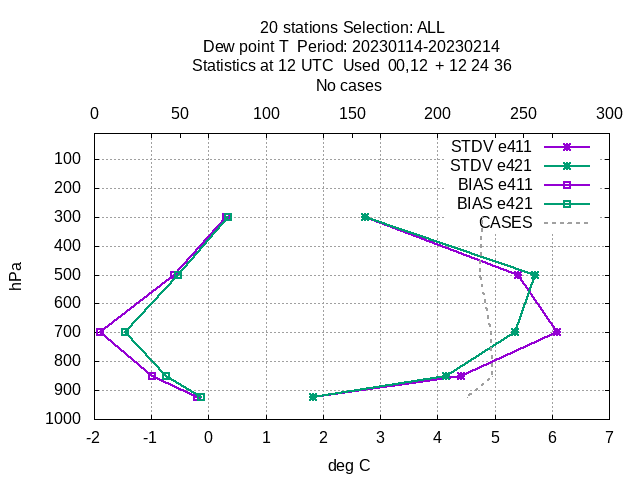 20 stations Selection: ALL
Dew point T  Period: 20230114-20230214
Statistics at 12 UTC  Used  00,12  + 12 24 36
No cases
0 50 100 150 200 250 300
STDV e411
STDV e421
BIAS e411
BIAS e421
CASES
100
200
300
400
500
600
700
800
900
1000
hPa
-2 -1 0 1 2 3 4 5 6 7
deg C